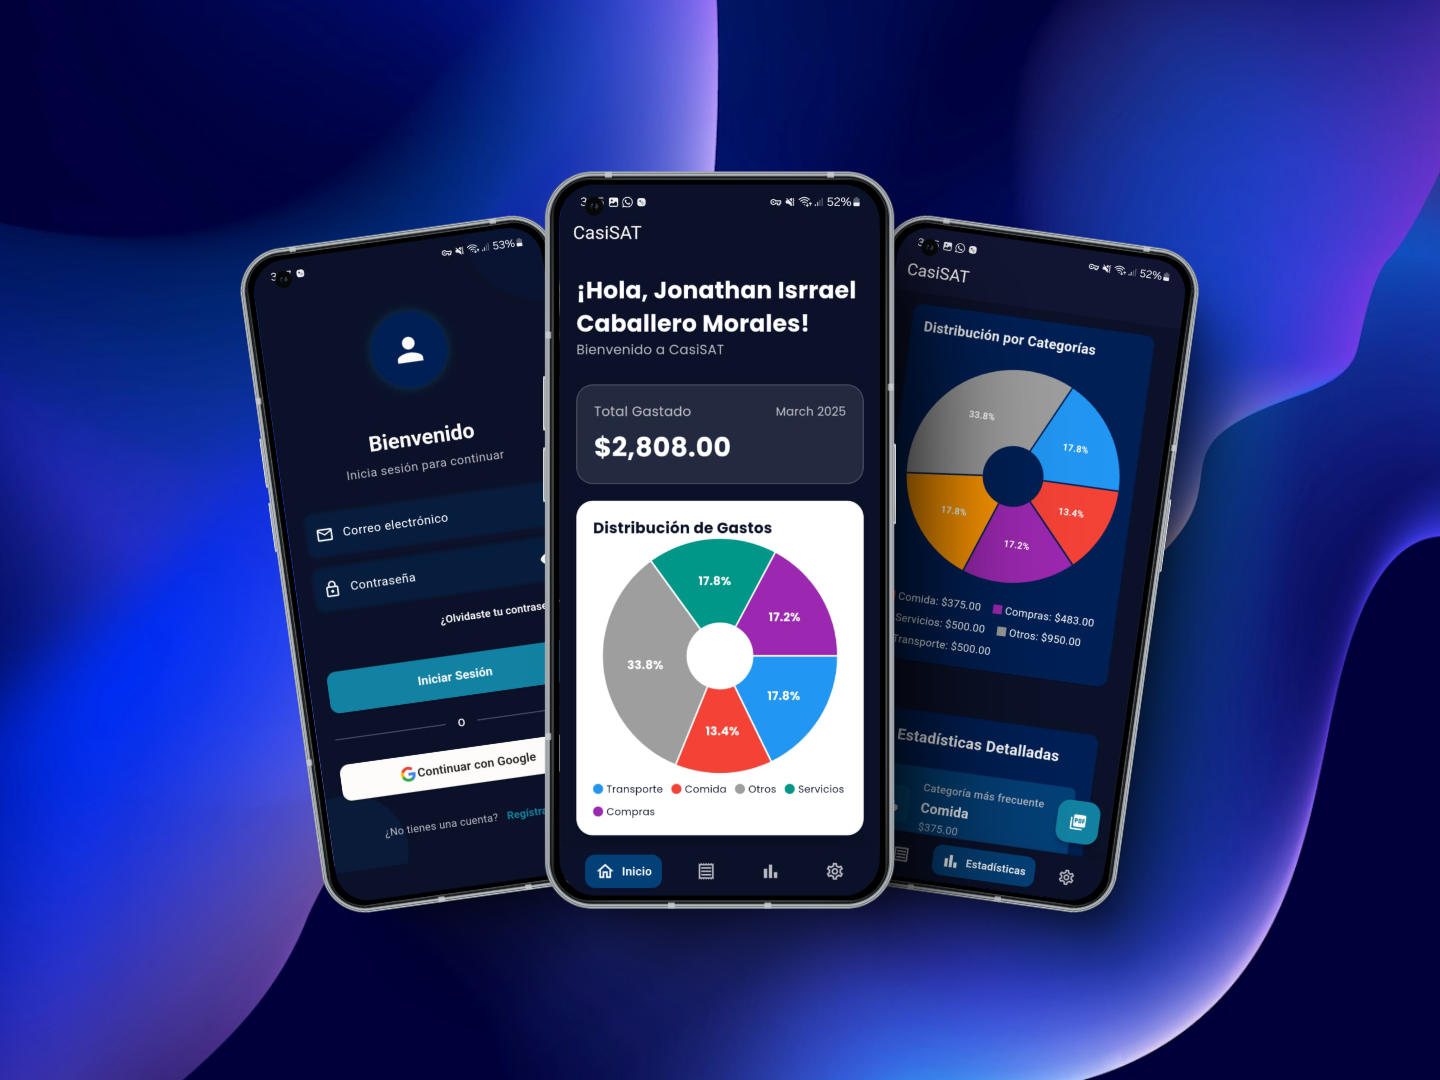 53%
Bienvenido
Inicia sesión para continuar
Correo electrónico
Contraseña
¿Olvidaste tu contrase
Iniciar Sesión
O
Continuar con Google
¿No tienes una cuenta? Regístra
52%
CasiSAT
¡Hola, Jonathan Isrrael
Caballero Morales!
Bienvenido a CasiSAT
Total Gastado March 2025
$2,808.00
Distribución de Gastos
17.8%
17.2%
33.8%
17.8%
13.4%
Transporte Comida Otros Servicios
Compras
Inicio
52%
CasiSAT
Distribución por Categorías
33.8%
17.8%
17.8%
13.4%
17.2%
Comida: $375.00 Compras: $483.00
Servicios: $500.00 Otros: $950.00
Transporte: $500.00
Estadísticas Detalladas
Categoría más frecuente
Comida
$375.00
PDF
Estadísticas